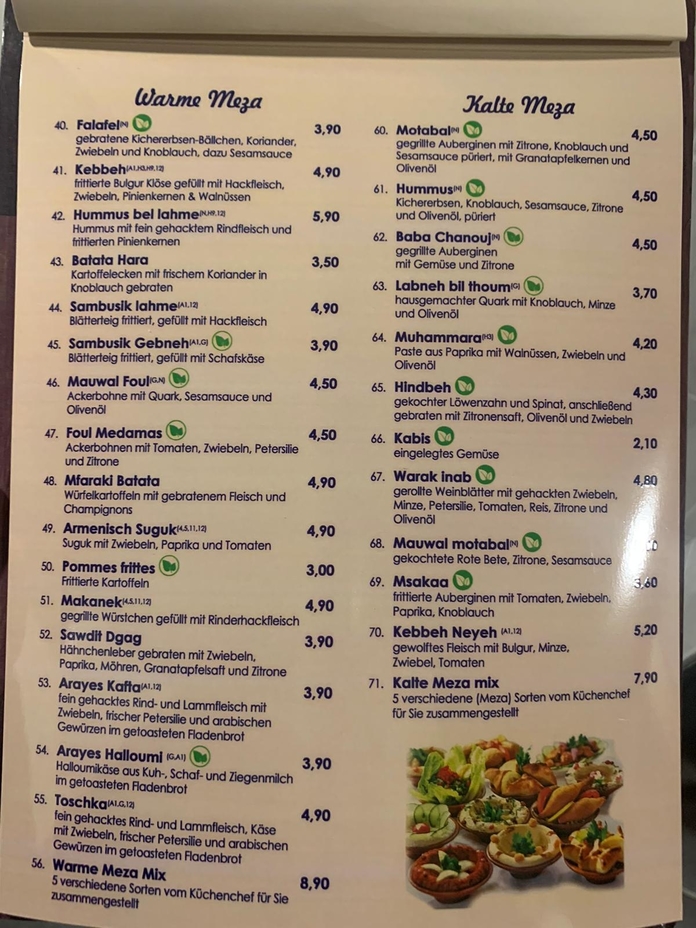 Warme Meza
40. Falafel(N) 3,90
gebratene Kichererbsen-Bällchen, Koriander,
Zwiebeln und Knoblauch, dazu Sesamsauce
41. Kebbeh(A1,H3,H9,12) 4,90
frittierte Bulgur Klöse gefüllt mit Hackfleisch,
Zwiebeln, Pinienkernen & Walnüssen
42. Hummus bel lahme(N,H9,12) 5,90
Hummus mit fein gehacktem Rindfleisch und
frittierten Pinienkernen
43. Batata Hara 3,50
Kartoffelecken mit frischem Koriander in
Knoblauch gebraten
44. Sambusik lahme(A1,12) 4,90
Blätterteig frittiert, gefüllt mit Hackfleisch
45. Sambusik Gebneh(A1,G) 3,90
Blätterteig frittiert, gefüllt mit Schafskäse
46. Mauwal Foul(G,N) 4,50
Ackerbohne mit Quark, Sesamsauce und
Olivenöl
47. Foul Medamas 4,50
Ackerbohnen mit Tomaten, Zwiebeln, Petersilie
und Zitrone
48. Mfaraki Batata 4,90
Würfelkartoffeln mit gebratenem Fleisch und
Champignons
49. Armenisch Suguk(4,5,11,12) 4,90
Suguk mit Zwiebeln, Paprika und Tomaten
50. Pommes frittes 3,00
Frittierte Kartoffeln
51. Makanek(4,5,11,12) 4,90
gegrillte Würstchen gefüllt mit Rinderhackfleisch
52. Sawdit Dgag 3,90
Hähnchenleber gebraten mit Zwiebeln,
Paprika, Möhren, Granatapfelsaft und Zitrone
53. Arayes Kafta(A1,12) 3,90
fein gehacktes Rind- und Lammfleisch mit
Zwiebeln, frischer Petersilie und arabischen
Gewürzen im getoasteten Fladenbrot
54. Arayes Halloumi (G,A1) 3,90
Halloumikäse aus Kuh-, Schaf- und Ziegenmilch
im getoasteten Fladenbrot
55. Toschka(A1,G,12) 4,90
fein gehacktes Rind- und Lammfleisch, Käse
mit Zwiebeln, frischer Petersilie und arabischen
Gewürzen im getoasteten Fladenbrot
56. Warme Meza Mix 8,90
5 verschiedene Sorten vom Küchenchef für Sie
zusammengestellt
Kalte Meza
60. Motabal(N) 4,50
gegrillte Auberginen mit Zitrone, Knoblauch und
Sesamsauce püriert, mit Granatapfelkernen und
Olivenöl
61. Hummus(N) 4,50
Kichererbsen, Knoblauch, Sesamsauce, Zitrone
und Olivenöl, püriert
62. Baba Chanouj(N) 4,50
gegrillte Auberginen
mit Gemüse und Zitrone
63. Labneh bil thoum(G) 3,70
hausgemachter Quark mit Knoblauch, Minze
und Olivenöl
64. Muhammara(H3) 4,20
Paste aus Paprika mit Walnüssen, Zwiebeln und
Olivenöl
65. Hindbeh 4,30
gekochter Löwenzahn und Spinat, anschließend
gebraten mit Zitronensaft, Olivenöl und Zwiebeln
66. Kabis 2,10
eingelegtes Gemüse
67. Warak inab 4,80
gerollte Weinblätter mit gehackten Zwiebeln,
Minze, Petersilie, Tomaten, Reis, Zitrone und
Olivenöl
68. Mauwal motabal(N)
gekochtete Rote Bete, Zitrone, Sesamsauce
69. Msakaa 3,60
frittierte Auberginen mit Tomaten, Zwiebeln,
Paprika, Knoblauch
70. Kebbeh Neyeh (A1,12) 5,20
gewolftes Fleisch mit Bulgur, Minze,
Zwiebel, Tomaten
71. Kalte Meza mix 7,90
5 verschiedene (Meza) Sorten vom Küchenchef
für Sie zusammengestellt